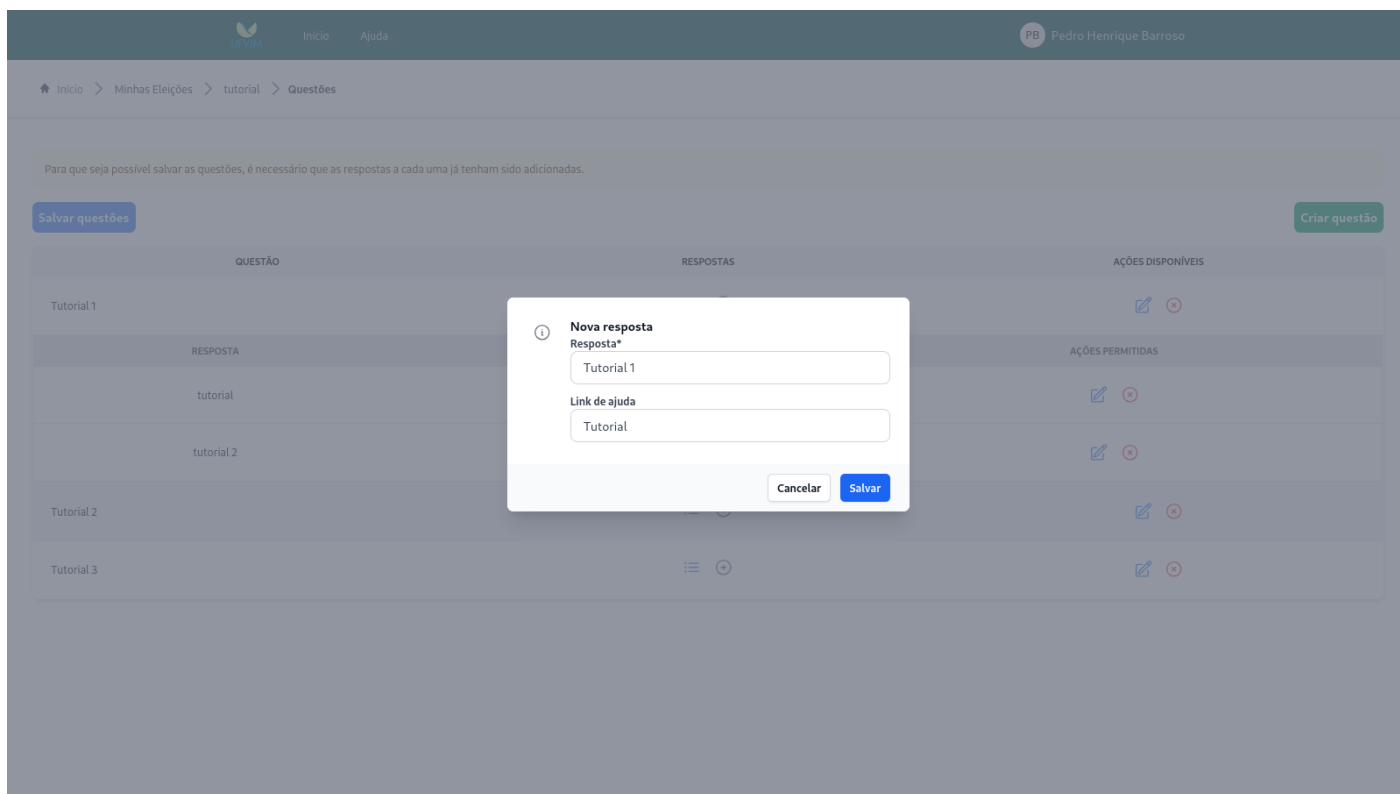 UFVJM
Início
Ajuda
PB
Pedro Henrique Barroso
Início
Minhas Eleições
tutorial
Questões
Para que seja possível salvar as questões, é necessário que as respostas a cada uma já tenham sido adicionadas.
Salvar questões
Criar questão
QUESTÃO
RESPOSTAS
AÇÕES DISPONÍVEIS
Tutorial 1
RESPOSTA
AÇÕES PERMITIDAS
tutorial
tutorial 2
Tutorial 2
Tutorial 3
Nova resposta
Resposta*
Tutorial 1
Link de ajuda
Tutorial
Cancelar
Salvar